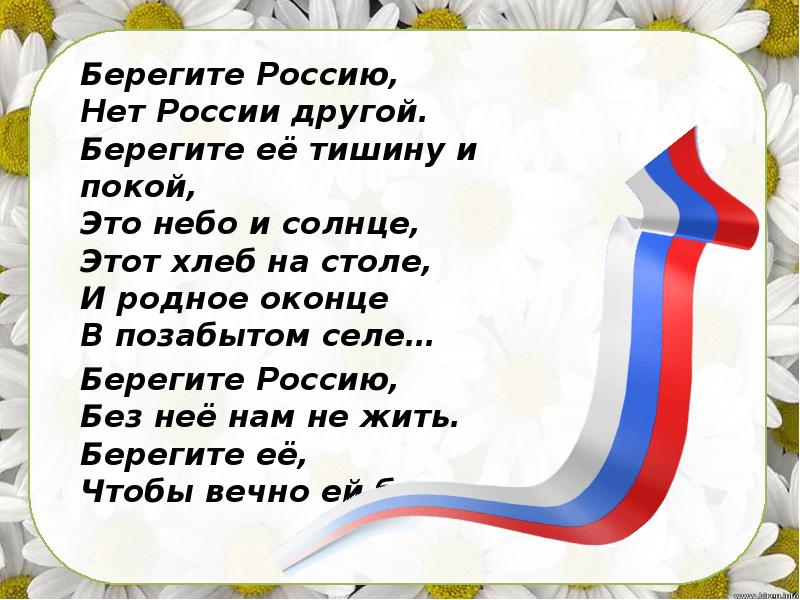 Берегите Россию,
Нет России другой.
Берегите её тишину и
покой,
Это небо и солнце,
Этот хлеб на столе,
И родное оконце
В позабытом селе…
Берегите Россию,
Без неё нам не жить.
Берегите её,
Чтобы вечно ей